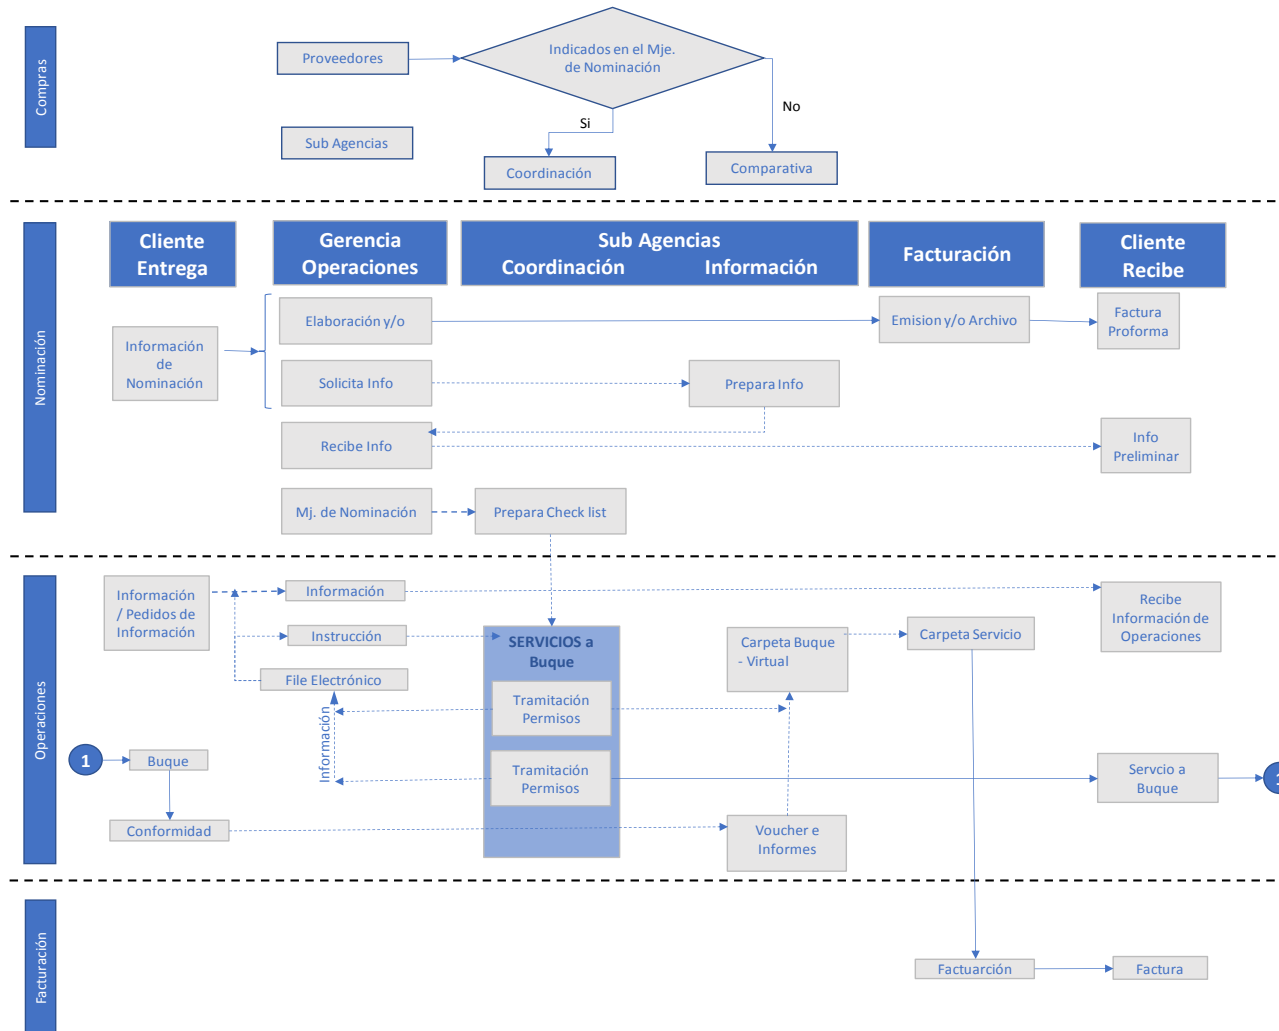 Compras
Proveedores
Indicados en el Mje.
de Nominación
Si
No
Sub Agencias
Coordinación
Comparativa
Nominación
Cliente
Entrega
Gerencia
Operaciones
Sub Agencias
Coordinación Información
Facturación
Cliente
Recibe
Información
de
Nominación
Elaboración y/o
Emision y/o Archivo
Factura
Proforma
Solicita Info
Prepara Info
Recibe Info
Info
Preliminar
Mj. de Nominación
Prepara Check list
Operaciones
Información
/ Pedidos de
Información
Información
Recibe
Información de
Operaciones
Instrucción
SERVICIOS a
Buque
Carpeta Buque
- Virtual
Carpeta Servicio
File Electrónico
Información
Tramitación
Permisos
1
Buque
Tramitación
Permisos
Servcio a
Buque
1
Conformidad
Voucher e
Informes
Facturación
Factuarción
Factura